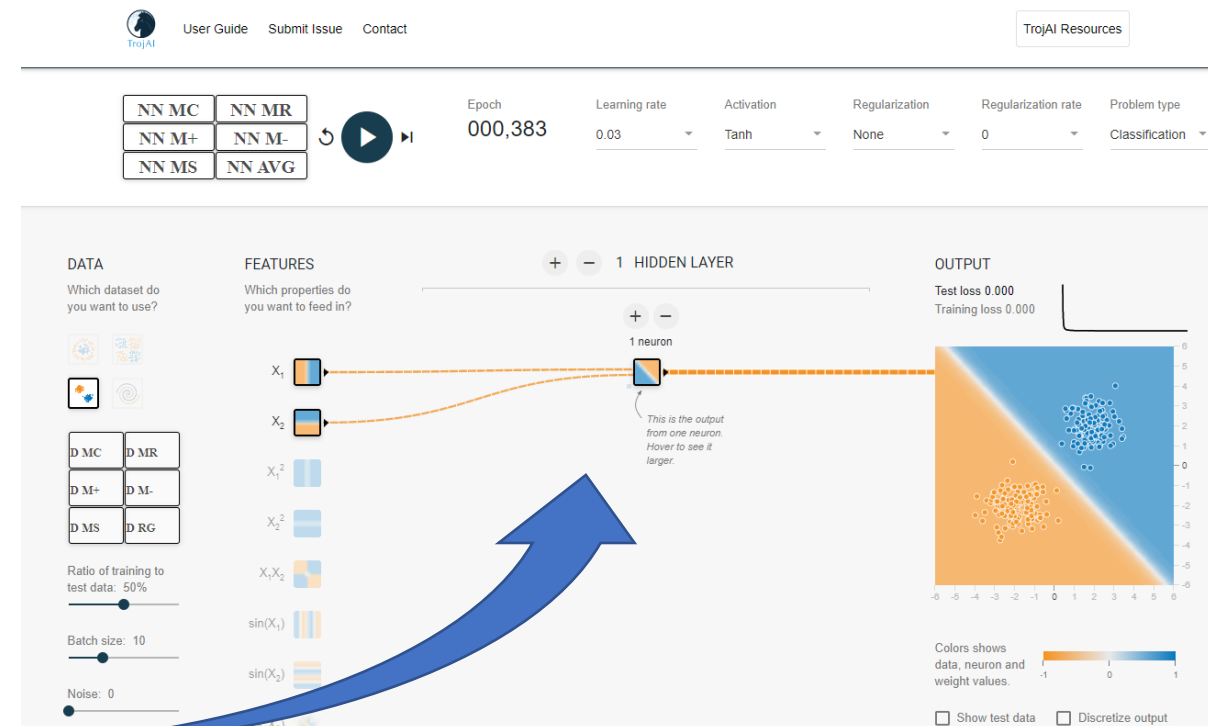 TrojAI
User Guide
Submit Issue
Contact
TrojAI Resources
NN MC
NN MR
NN M+
NN M-
NN MS
NN AVG
Epoch
000,383
Learning rate
0.03
Activation
Tanh
Regularization
None
Regularization rate
0
Problem type
Classification
DATA
Which dataset do
you want to use?
D MC
D MR
D M+
D M-
D MS
D RG
Ratio of training to
test data: 50%
Batch size: 10
Noise: 0
FEATURES
Which properties do
you want to feed in?
X₁
X₂
X₁²
X₂²
X₁X₂
sin(X₁)
sin(X₂)
+ − 1 HIDDEN LAYER
+ −
1 neuron
This is the output
from one neuron.
Hover to see it
larger.
OUTPUT
Test loss 0.000
Training loss 0.000
6
5
4
3
2
1
0
-1
-2
-3
-4
-5
-6
-6 -5 -4 -3 -2 -1 0 1 2 3 4 5 6
Colors shows
data, neuron and
weight values.
-1 0 1
Show test data
Discretize output